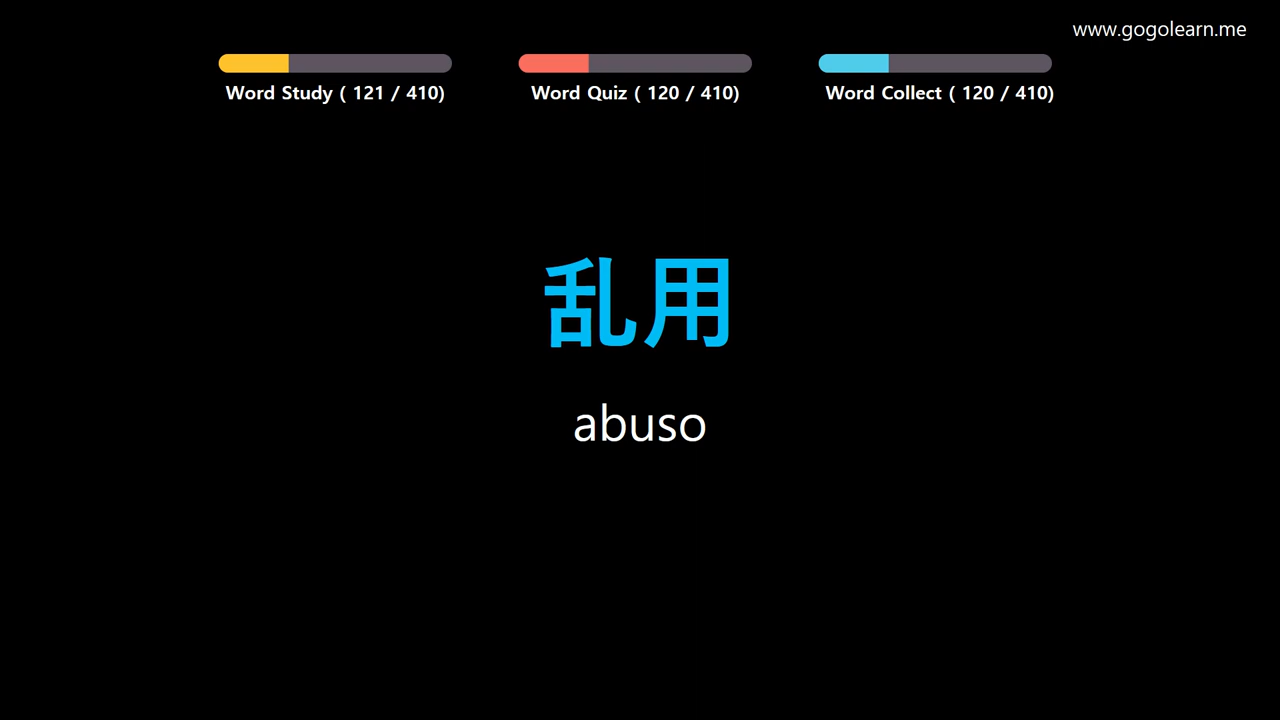 www.gogolearn.me
Word Study ( 121 / 410)
Word Quiz ( 120 / 410)
Word Collect ( 120 / 410)
乱用
abuso